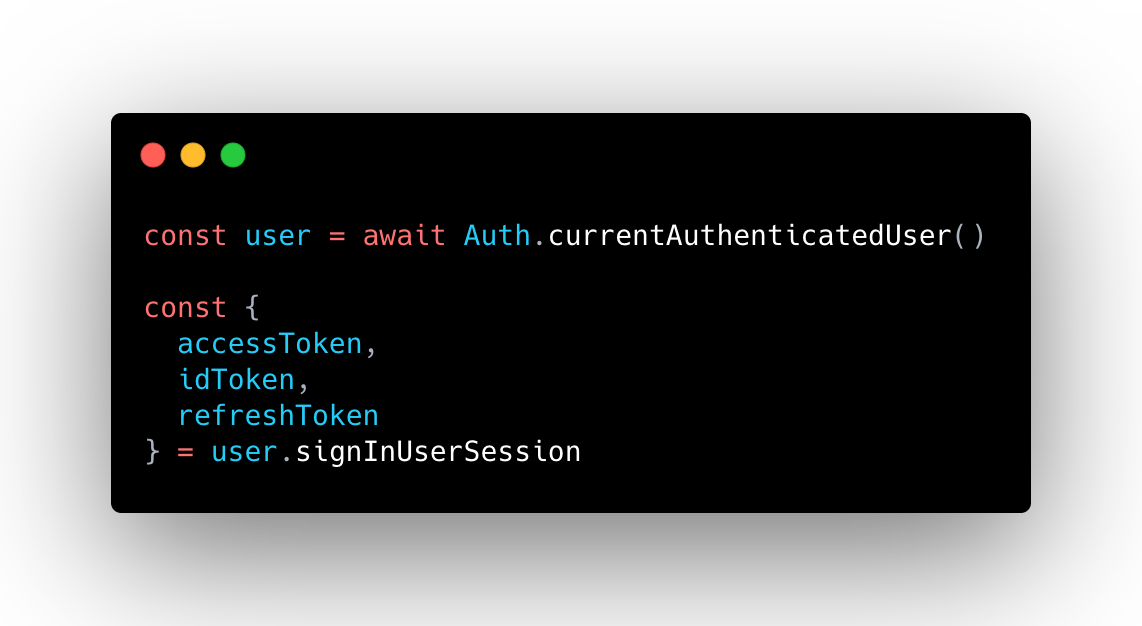 const user = await Auth.currentAuthenticatedUser()
const {
  accessToken,
  idToken,
  refreshToken
} = user.signInUserSession